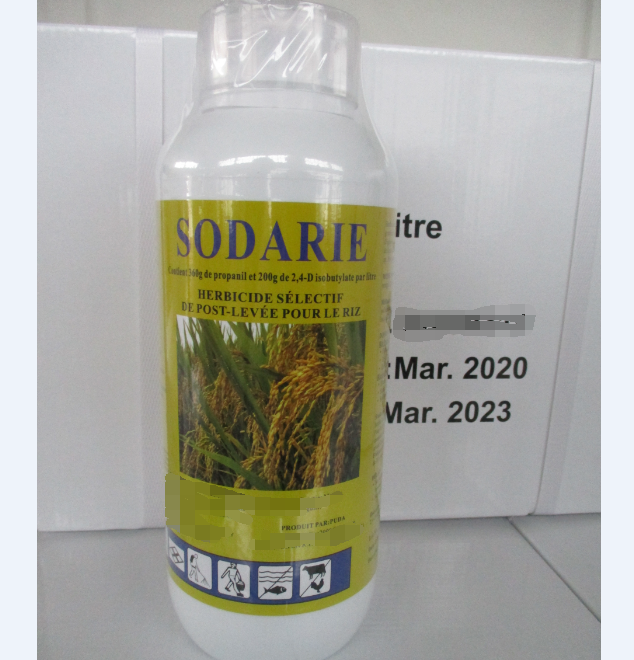 SODARIE
Contient 360g de propanil et 200g de 2,4-D isobutylate par litre
HERBICIDE SÉLECTIF
DE POST-LEVÉE POUR LE RIZ
PRODUIT PAR:
itre
:Mar. 2020
Mar. 2023